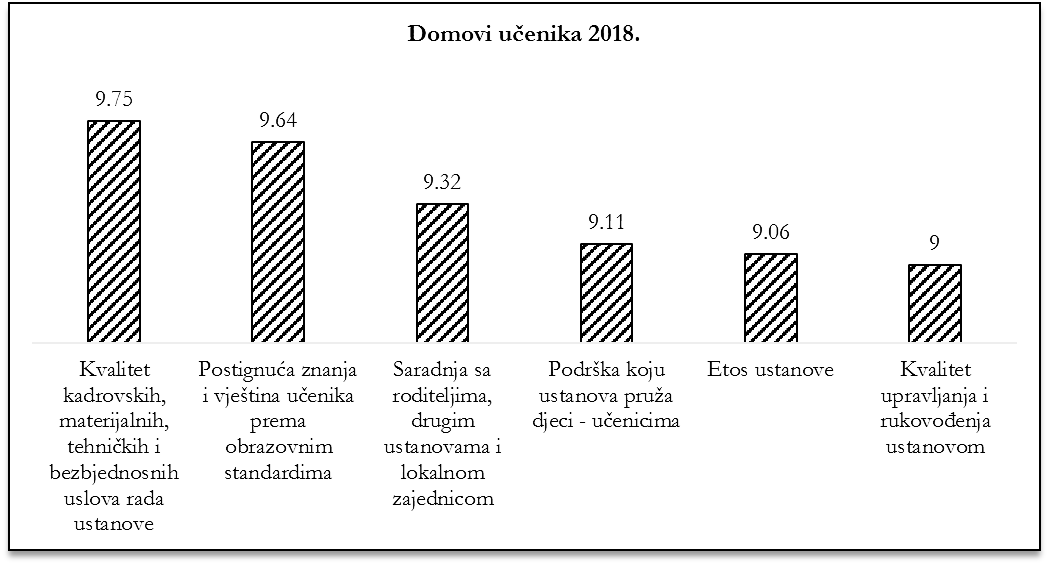 Domovi učenika 2018.
9.75
9.64
9.32
9.11
9.06
9
Kvalitet
kadrovskih,
materijalnih,
tehničkih i
bezbjednosnih
uslova rada
ustanove
Postignuća znanja
i vještina učenika
prema
obrazovnim
standardima
Saradnja sa
roditeljima,
drugim
ustanovama i
lokalnom
zajednicom
Podrška koju
ustanova pruža
djeci - učenicima
Etos ustanove
Kvalitet
upravljanja i
rukovođenja
ustanovom